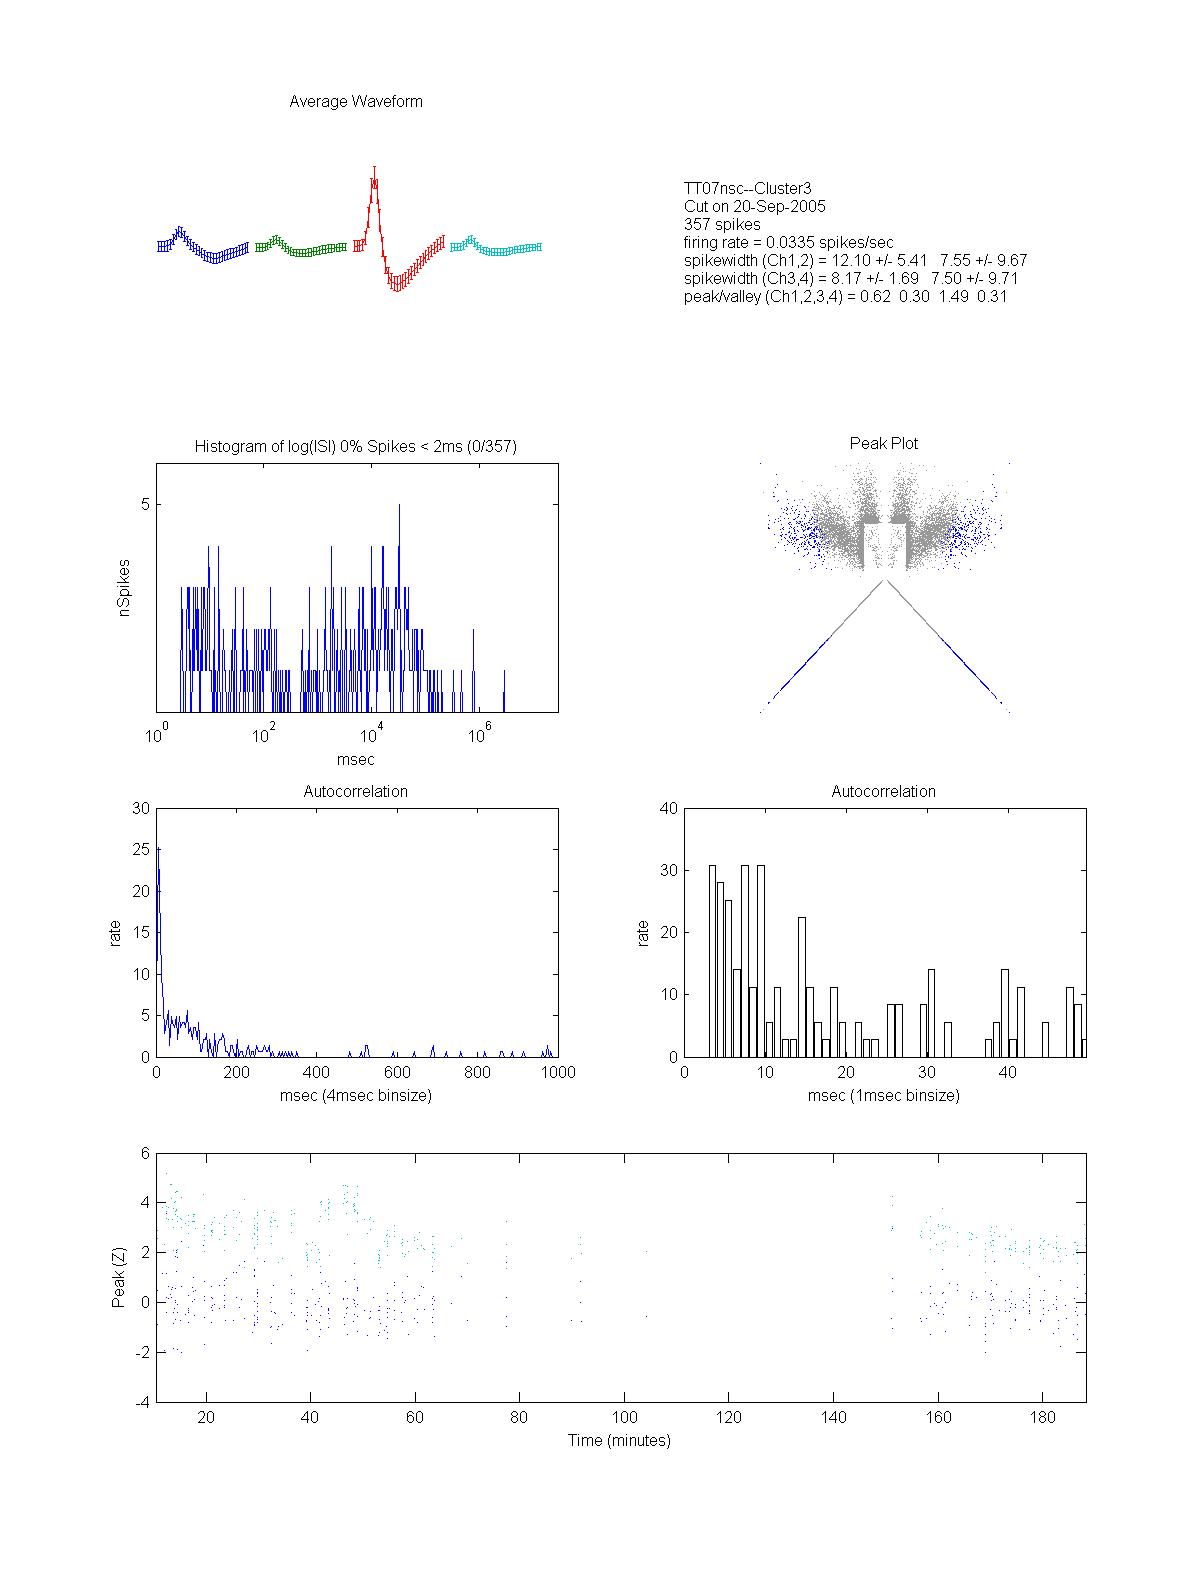 Average Waveform
TT07nsc--Cluster3
Cut on 20-Sep-2005
357 spikes
firing rate = 0.0335 spikes/sec
spikewidth (Ch1,2) = 12.10 +/- 5.41 7.55 +/- 9.67
spikewidth (Ch3,4) = 8.17 +/- 1.69 7.50 +/- 9.71
peak/valley (Ch1,2,3,4) = 0.62 0.30 1.49 0.31
Histogram of log(ISI) 0% Spikes < 2ms (0/357)
5
nSpikes
10^0 10^2 10^4 10^6
msec
Peak Plot
Autocorrelation
30
25
20
15
10
5
0
rate
0 200 400 600 800 1000
msec (4msec binsize)
Autocorrelation
40
30
20
10
0
rate
0 10 20 30 40
msec (1msec binsize)
6
4
2
0
-2
-4
Peak (Z)
20 40 60 80 100 120 140 160 180
Time (minutes)